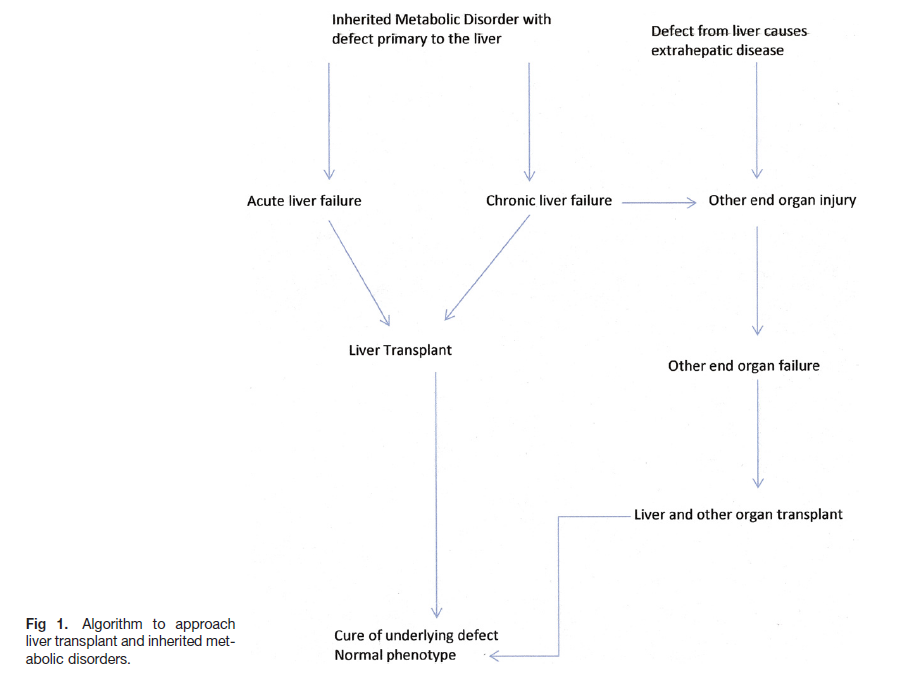 Inherited Metabolic Disorder with
defect primary to the liver
Defect from liver causes
extrahepatic disease
Acute liver failure
Chronic liver failure
Other end organ injury
Liver Transplant
Other end organ failure
Liver and other organ transplant
Fig 1. Algorithm to approach
liver transplant and inherited met-
abolic disorders.
Cure of underlying defect
Normal phenotype